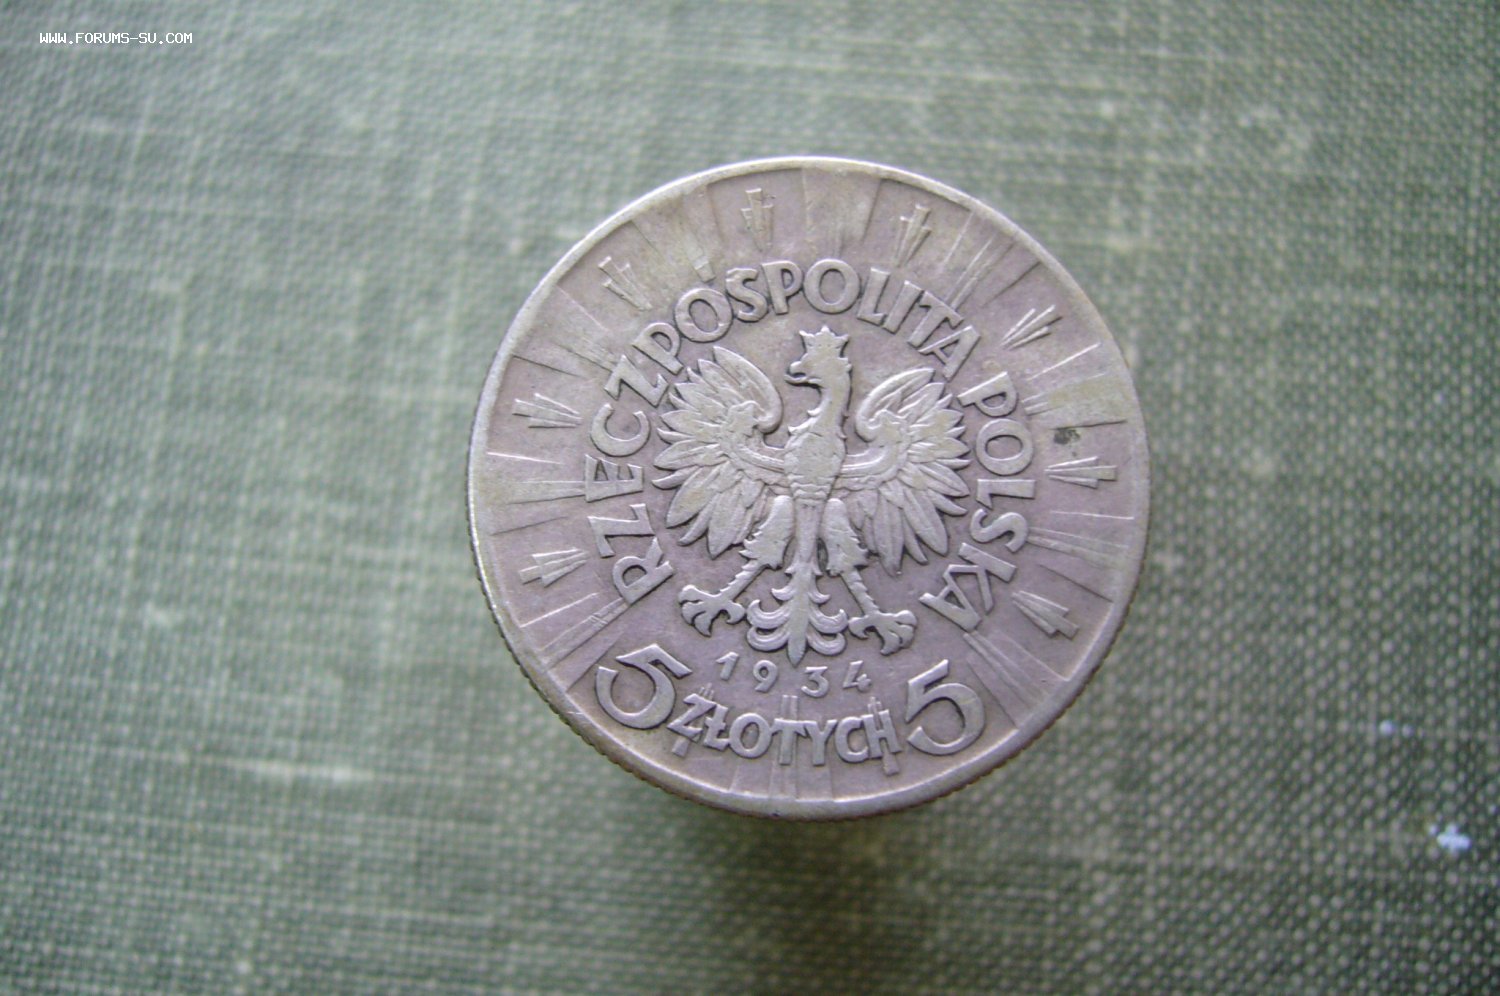 WWW.FORUMS-SU.COM
RZECZPOSPOLITA POLSKA
1934
5 ZŁOTYCH 5